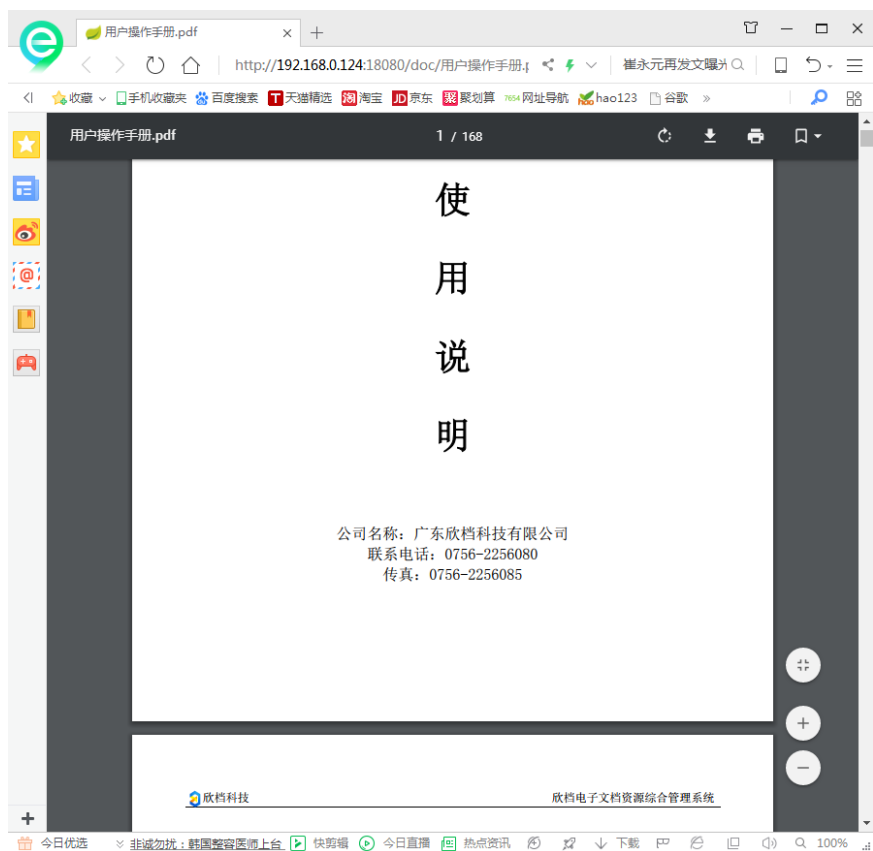 用户操作手册.pdf
http://192.168.0.124:18080/doc/用户操作手册.p
崔永元再发文曝光
收藏 手机收藏夹 百度搜索 天猫精选 淘宝 京东 聚划算 网址导航 hao123 谷歌 »
用户操作手册.pdf 1 / 168
使
用
说
明
公司名称：广东欣档科技有限公司
联系电话：0756-2256080
传真：0756-2256085
欣档科技 欣档电子文档资源综合管理系统
今日优选 非诚勿扰：韩国整容医师上台 快剪辑 今日直播 热点资讯 下载 100%